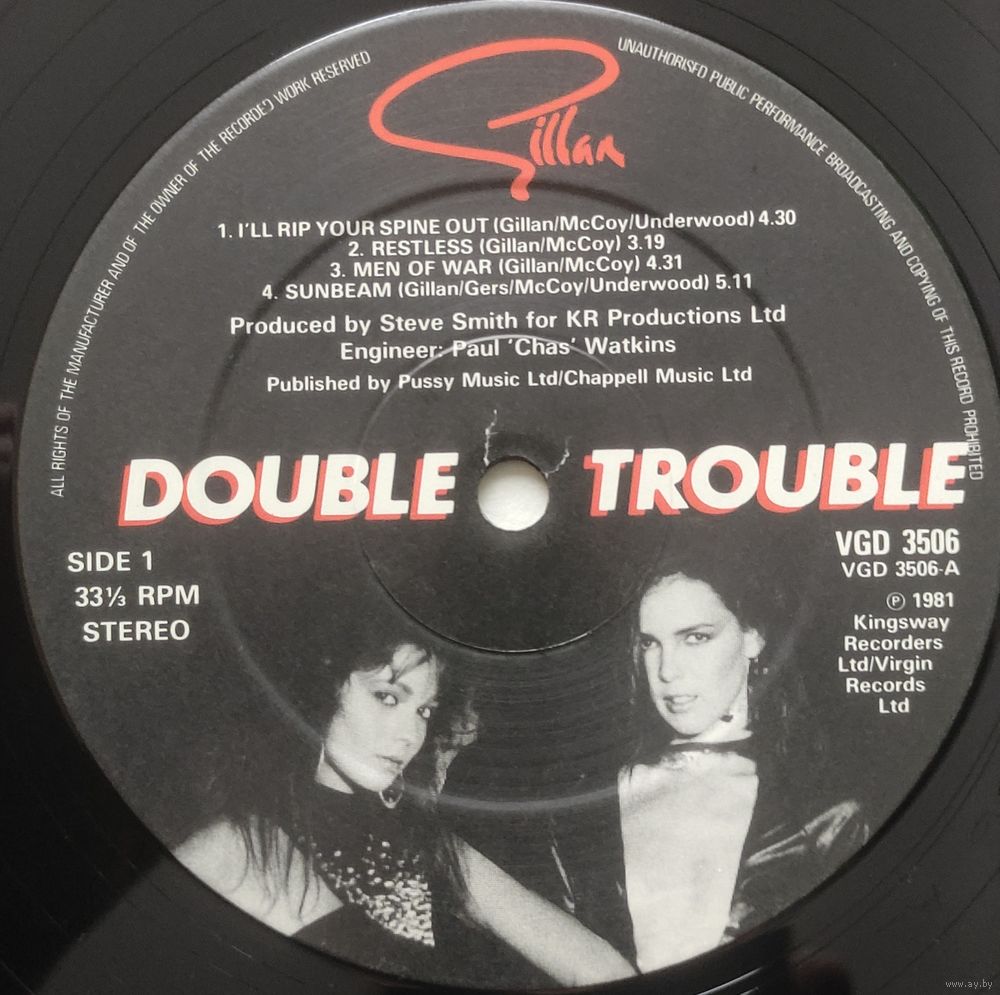 ALL RIGHTS OF THE MANUFACTURER AND OF THE OWNER OF THE RECORDED WORK RESERVED
UNAUTHORISED PUBLIC PERFORMANCE BROADCASTING AND COPYING OF THIS RECORD PROHIBITED
Gillan
1. I'LL RIP YOUR SPINE OUT (Gillan/McCoy/Underwood) 4.30
2. RESTLESS (Gillan/McCoy) 3.19
3. MEN OF WAR (Gillan/McCoy) 4.31
4. SUNBEAM (Gillan/Gers/McCoy/Underwood) 5.11
Produced by Steve Smith for KR Productions Ltd
Engineer: Paul 'Chas' Watkins
Published by Pussy Music Ltd/Chappell Music Ltd
DOUBLE TROUBLE
SIDE 1
33⅓ RPM
STEREO
VGD 3506
VGD 3506-A
Ⓟ 1981
Kingsway
Recorders
Ltd/Virgin
Records
Ltd
www.ay.by